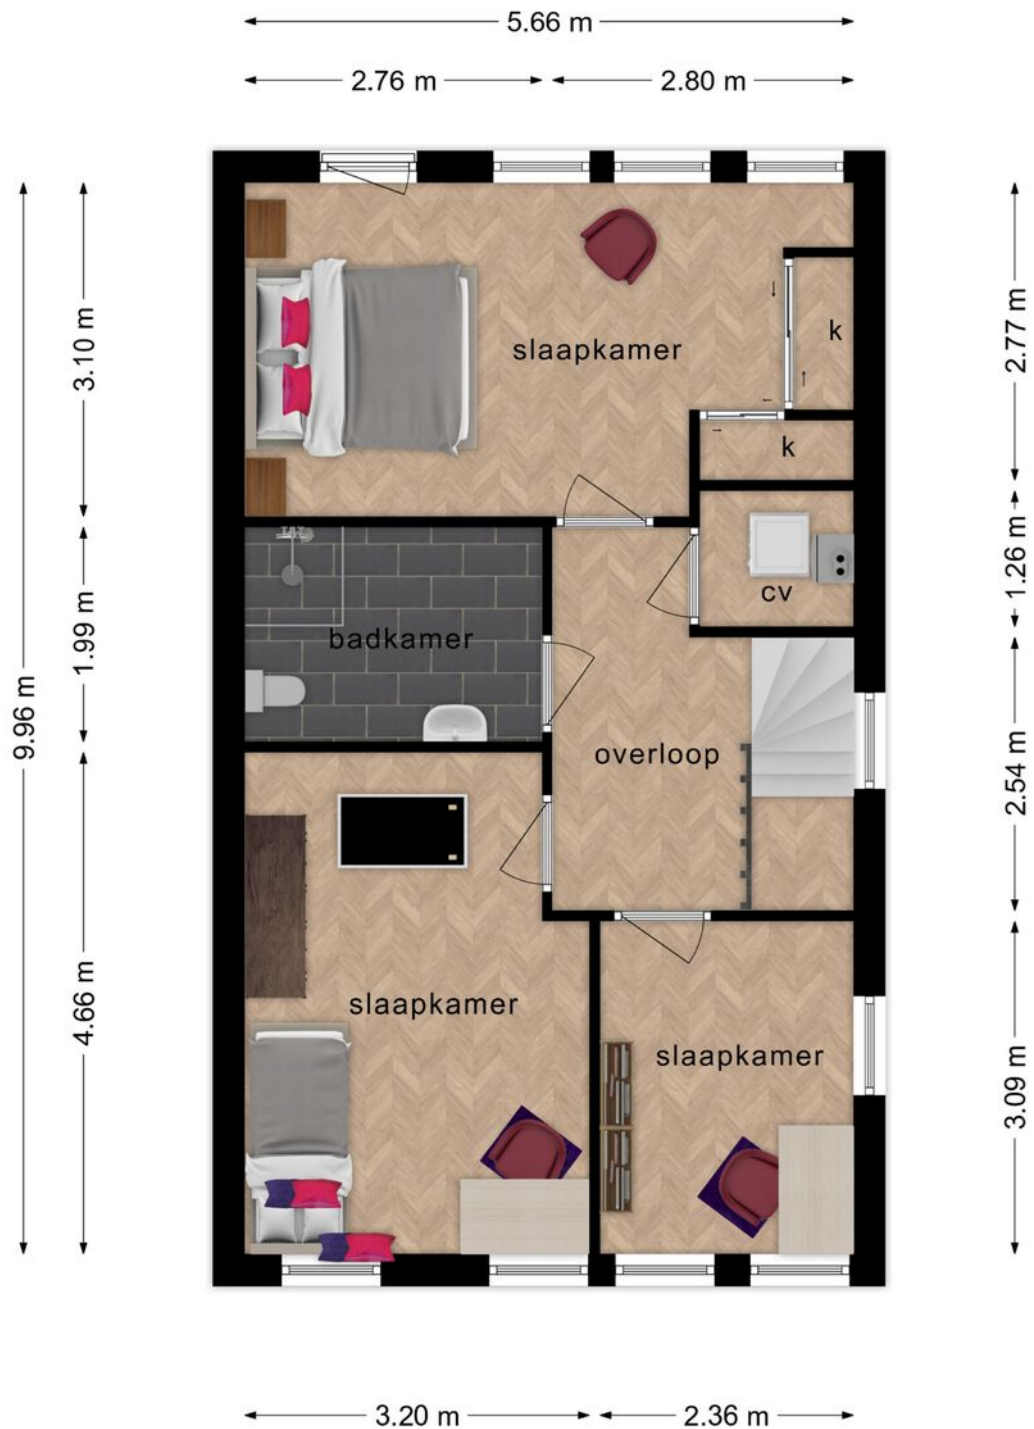 5.66 m
2.76 m
2.80 m
3.10 m
2.77 m
slaapkamer
k
k
1.26 m
cv
1.99 m
badkamer
9.96 m
overloop
2.54 m
4.66 m
slaapkamer
slaapkamer
3.09 m
3.20 m
2.36 m